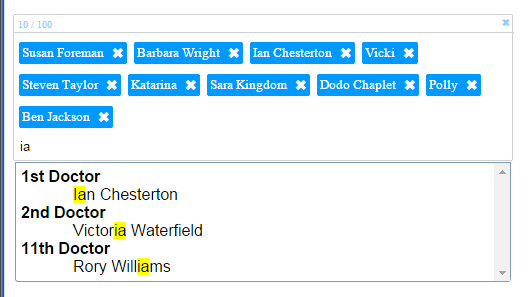 10 / 100 ✖
Susan Foreman ✖ Barbara Wright ✖ Ian Chesterton ✖ Vicki ✖
Steven Taylor ✖ Katarina ✖ Sara Kingdom ✖ Dodo Chaplet ✖ Polly ✖
Ben Jackson ✖
ia
1st Doctor
Ian Chesterton
2nd Doctor
Victoria Waterfield
11th Doctor
Rory Williams